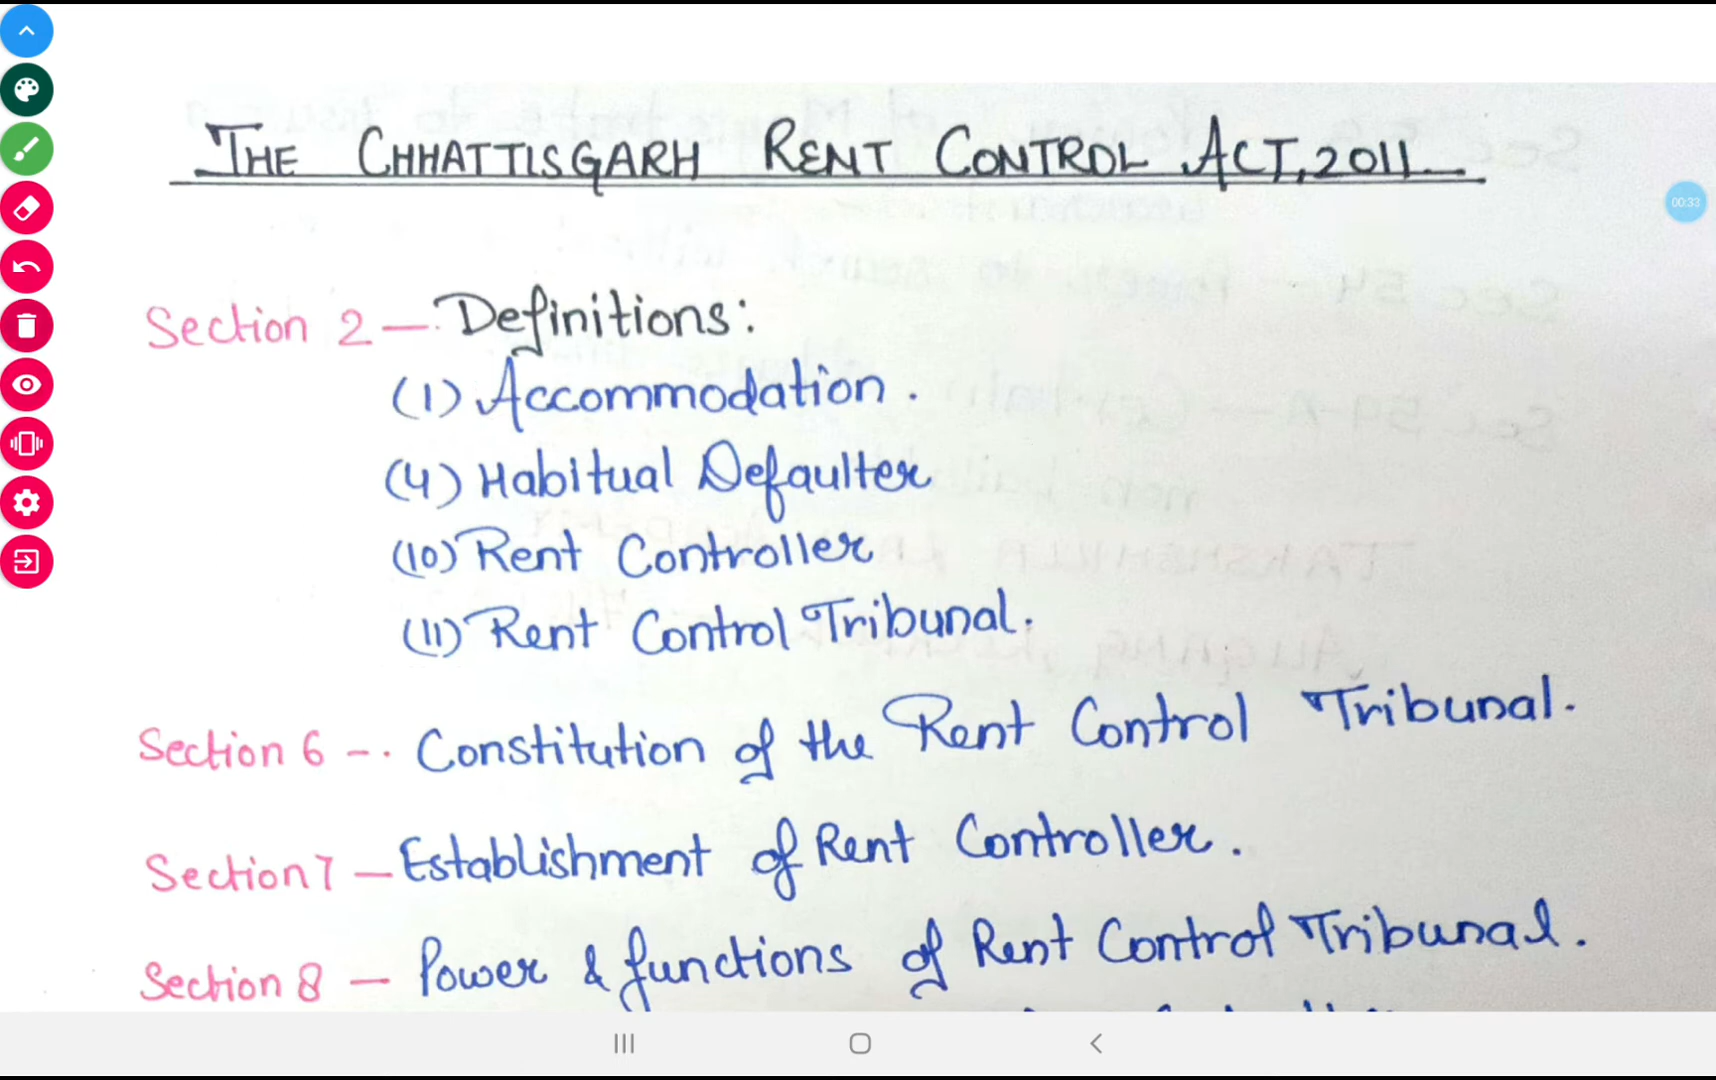 THE CHHATTISGARH RENT CONTROL ACT, 2011
00:33
Section 2 — Definitions:
(1) Accommodation.
(4) Habitual Defaulter
(10) Rent Controller
(11) Rent Control Tribunal.
Section 6 -. Constitution of the Rent Control Tribunal.
Section 7 — Establishment of Rent Controller.
Section 8 — Power & functions of Rent Control Tribunal.